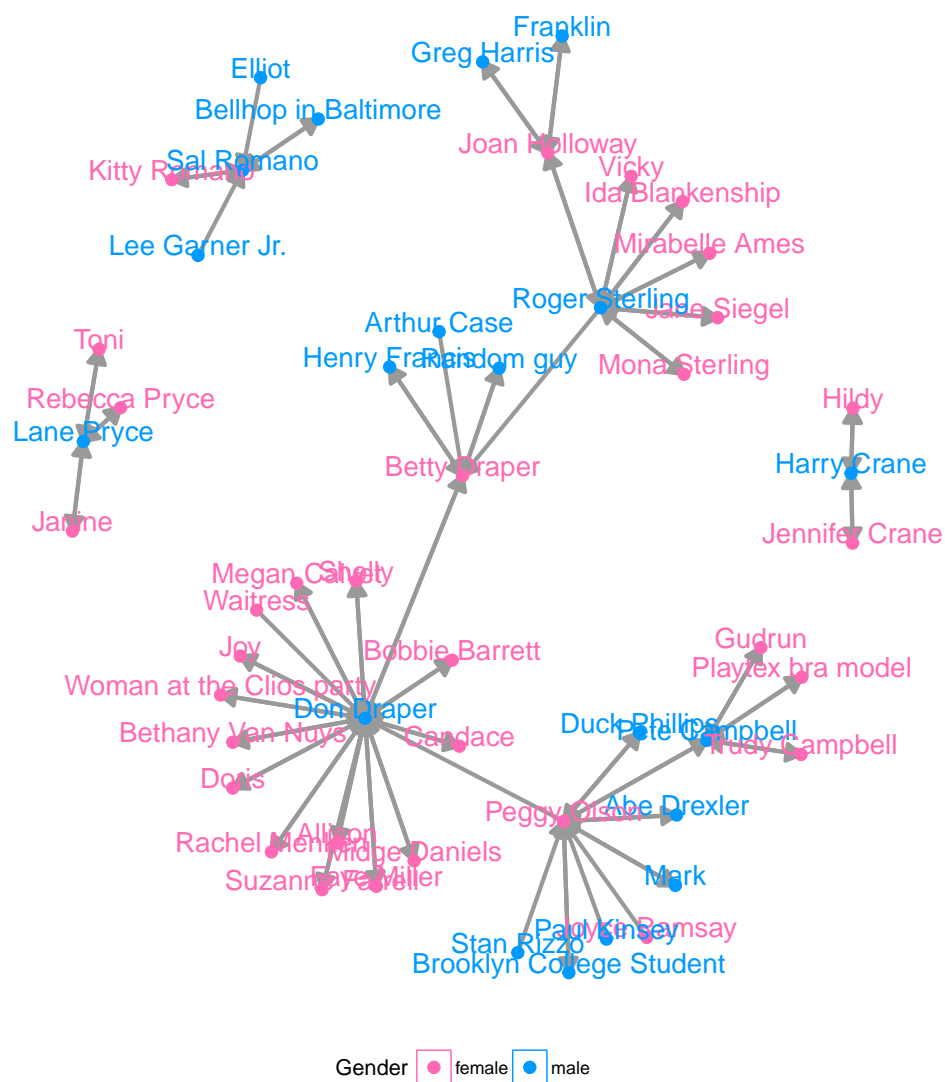 Franklin
Greg Harris
Elliot
Bellhop in Baltimore
Joan Holloway
Sal Romano
Kitty Romano
Vicky
Ida Blankenship
Lee Garner Jr.
Mirabelle Ames
Roger Sterling
Jane Siegel
Arthur Case
Toni
Henry Francis
Random guy
Mona Sterling
Rebecca Pryce
Hildy
Lane Pryce
Betty Draper
Harry Crane
Janine
Jennifer Crane
Megan Calvet
Shelly
Waitress
Joy
Bobbie Barrett
Gudrun
Playtex bra model
Woman at the Clios party
Don Draper
Duck Phillips
Pete Campbell
Bethany Van Nuys
Candace
Trudy Campbell
Doris
Peggy Olson
Abe Drexler
Allison
Rachel Menken
Midge Daniels
Suzanne Farrell
Faye Miller
Mark
Joyce Ramsay
Paul Kinsey
Stan Rizzo
Brooklyn College Student
Gender female male